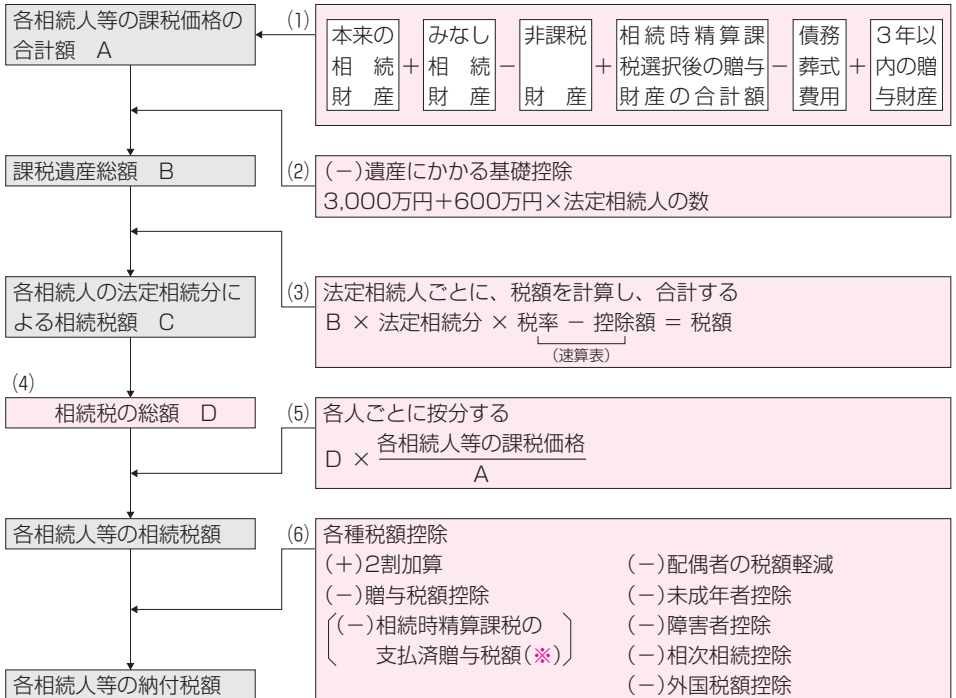 各相続人等の課税価格の
合計額 A
(1)
本来の
相続
財産
＋
みなし
相続
財産
－
非課税
財産
＋
相続時精算課
税選択後の贈与
財産の合計額
－
債務
葬式
費用
＋
3年以
内の贈
与財産
課税遺産総額 B
(2)
(－)遺産にかかる基礎控除
3,000万円＋600万円×法定相続人の数
各相続人の法定相続分に
よる相続税額 C
(3)
法定相続人ごとに、税額を計算し、合計する
B × 法定相続分 × 税率 － 控除額 ＝ 税額
(速算表)
(4)
相続税の総額 D
(5)
各人ごとに按分する
D × 各相続人等の課税価格
A
各相続人等の相続税額
(6)
各種税額控除
(＋)2割加算
(－)贈与税額控除
(－)相続時精算課税の
支払済贈与税額(※)
(－)配偶者の税額軽減
(－)未成年者控除
(－)障害者控除
(－)相次相続控除
(－)外国税額控除
各相続人等の納付税額